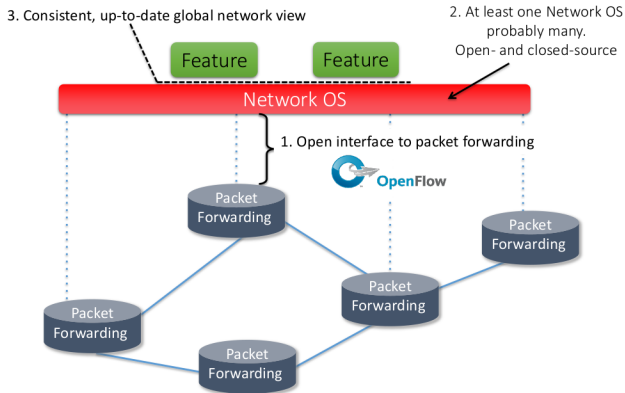 3. Consistent, up-to-date global network view
2. At least one Network OS
probably many.
Open- and closed-source
Feature
Feature
Network OS
1. Open interface to packet forwarding
OpenFlow
Packet
Forwarding
Packet
Forwarding
Packet
Forwarding
Packet
Forwarding
Packet
Forwarding